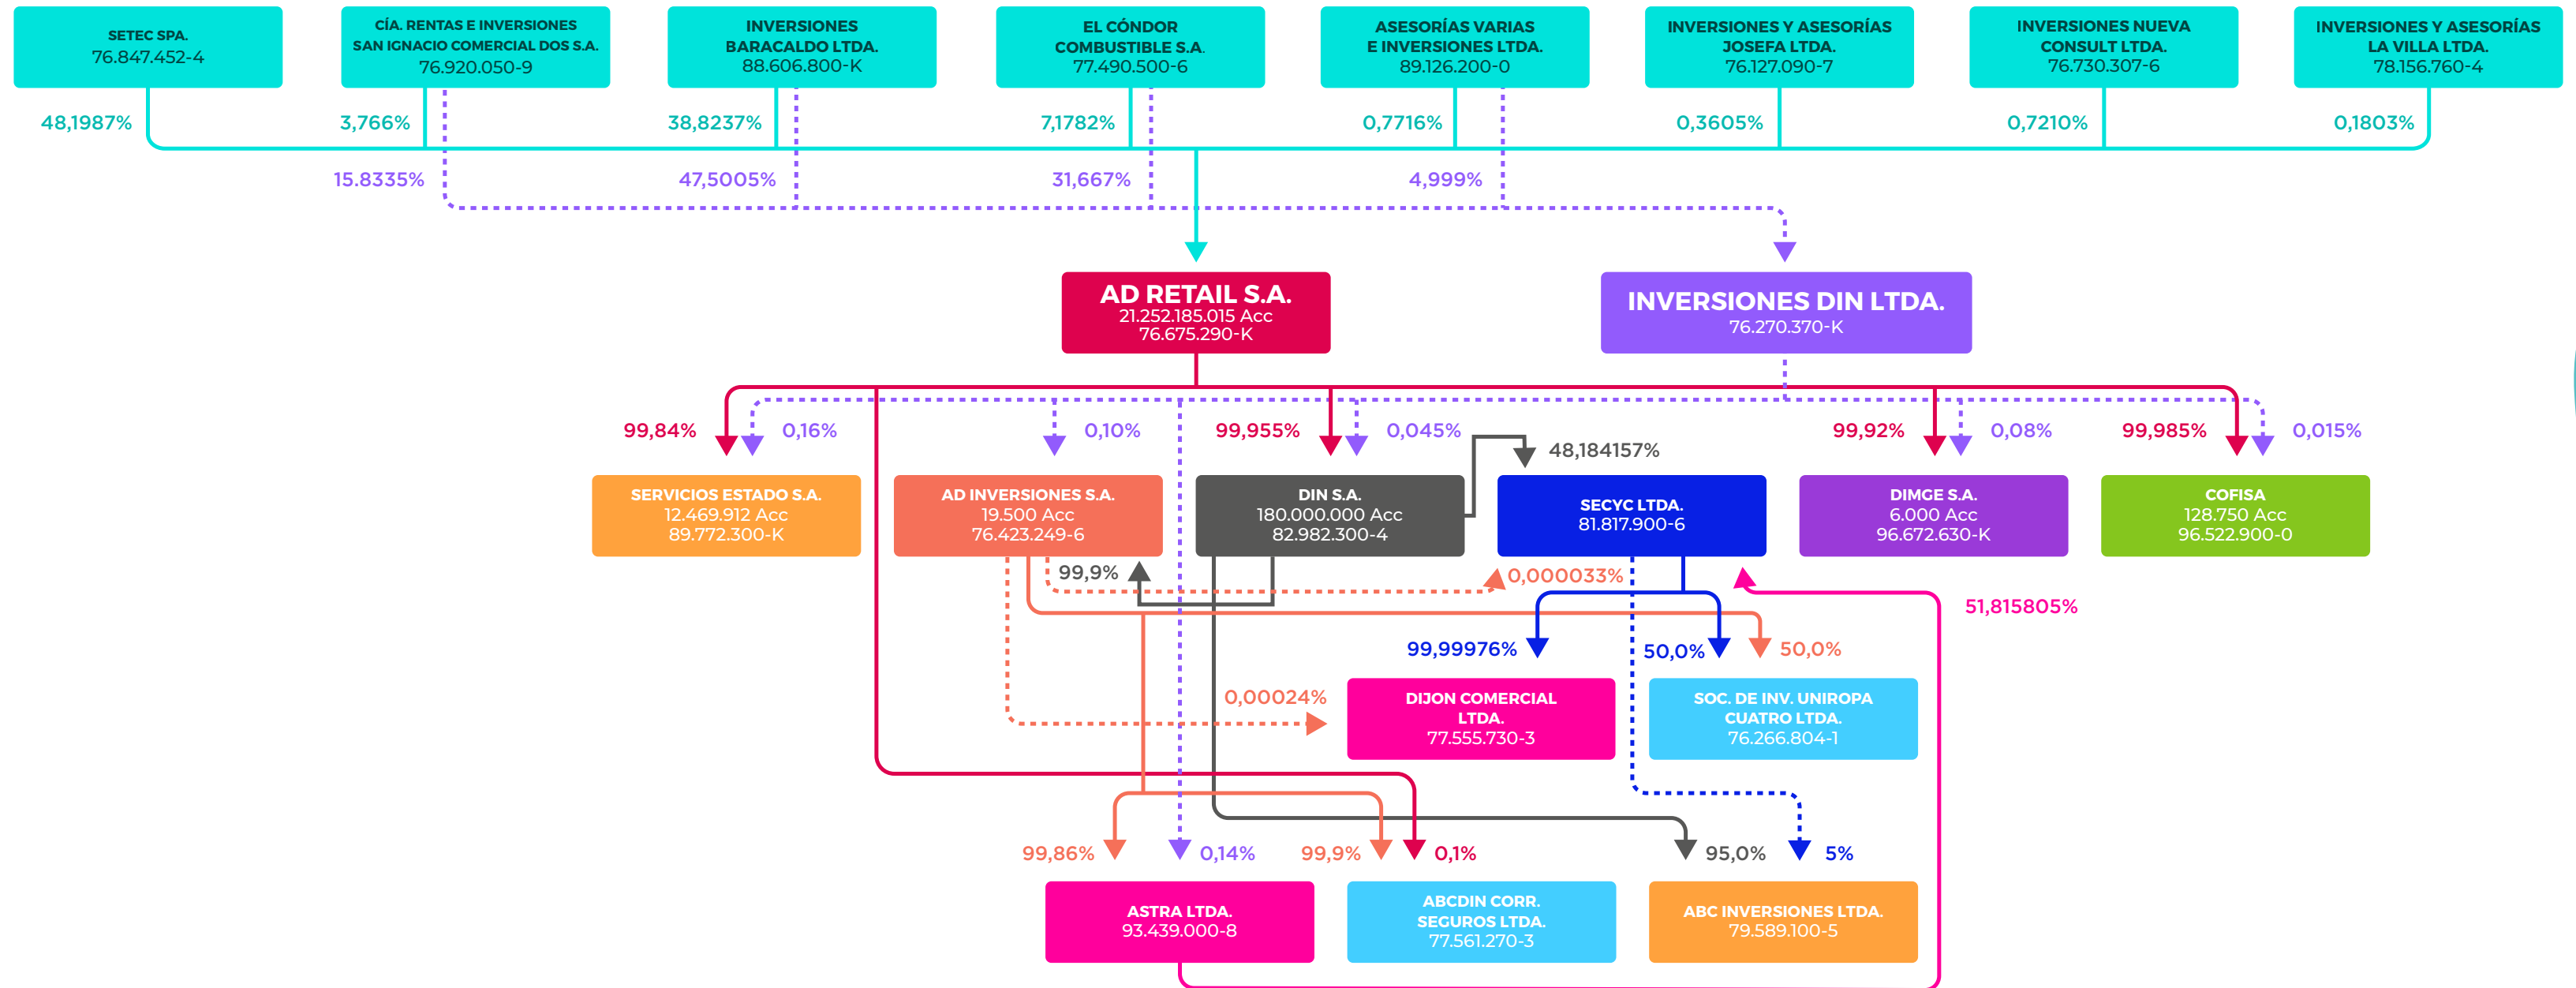 SETEC SPA.
76.847.452-4
CÍA. RENTAS E INVERSIONES
SAN IGNACIO COMERCIAL DOS S.A.
76.920.050-9
INVERSIONES
BARACALDO LTDA.
88.606.800-K
EL CÓNDOR
COMBUSTIBLE S.A.
77.490.500-6
ASESORÍAS VARIAS
E INVERSIONES LTDA.
89.126.200-0
INVERSIONES Y ASESORÍAS
JOSEFA LTDA.
76.127.090-7
INVERSIONES NUEVA
CONSULT LTDA.
76.730.307-6
INVERSIONES Y ASESORÍAS
LA VILLA LTDA.
78.156.760-4
48,1987%
3,766%
38,8237%
7,1782%
0,7716%
0,3605%
0,7210%
0,1803%
15.8335%
47,5005%
31,667%
4,999%
AD RETAIL S.A.
21.252.185.015 Acc
76.675.290-K
INVERSIONES DIN LTDA.
76.270.370-K
99,84%
0,16%
0,10%
99,955%
0,045%
48,184157%
99,92%
0,08%
99,985%
0,015%
SERVICIOS ESTADO S.A.
12.469.912 Acc
89.772.300-K
AD INVERSIONES S.A.
19.500 Acc
76.423.249-6
DIN S.A.
180.000.000 Acc
82.982.300-4
SECYC LTDA.
81.817.900-6
DIMGE S.A.
6.000 Acc
96.672.630-K
COFISA
128.750 Acc
96.522.900-0
99,9%
0,000033%
51,815805%
99,99976%
50,0%
50,0%
0,00024%
DIJON COMERCIAL
LTDA.
77.555.730-3
SOC. DE INV. UNIROPA
CUATRO LTDA.
76.266.804-1
99,86%
0,14%
99,9%
0,1%
95,0%
5%
ASTRA LTDA.
93.439.000-8
ABCDIN CORR.
SEGUROS LTDA.
77.561.270-3
ABC INVERSIONES LTDA.
79.589.100-5